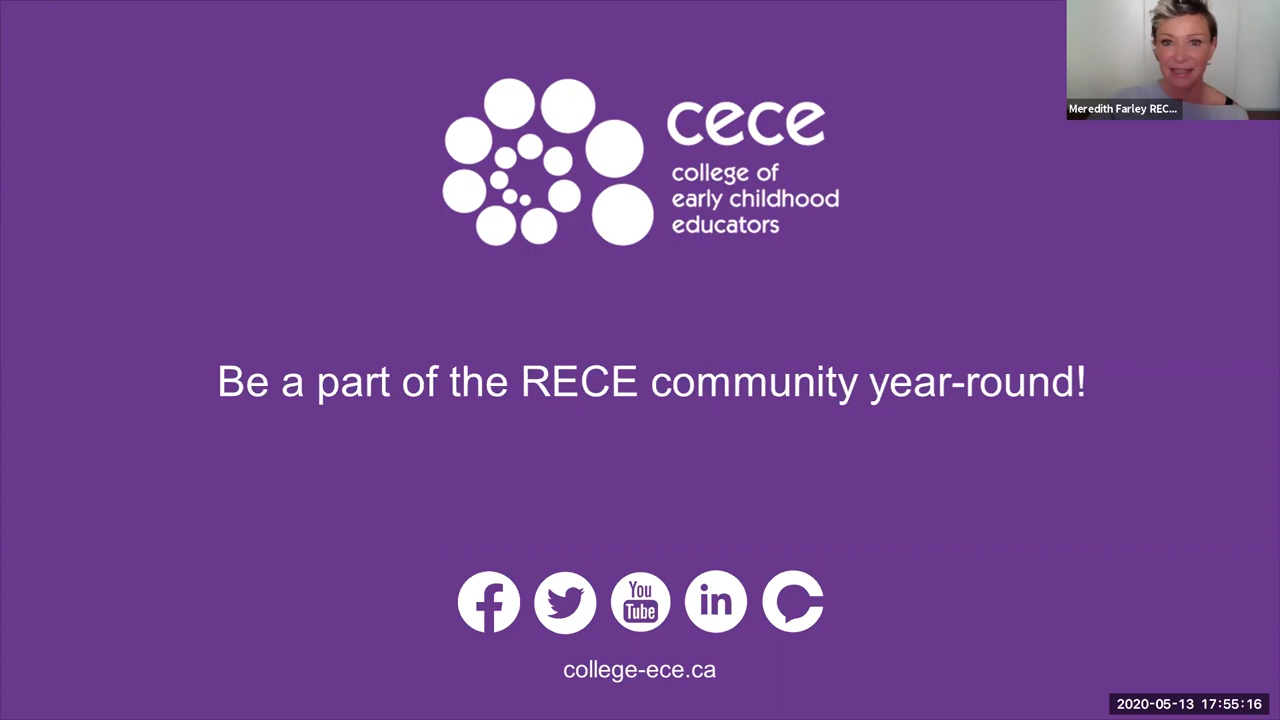 Meredith Farley REC...
cece
college of
early childhood
educators
Be a part of the RECE community year-round!
You
Tube
in
college-ece.ca
2020-05-13 17:55:16